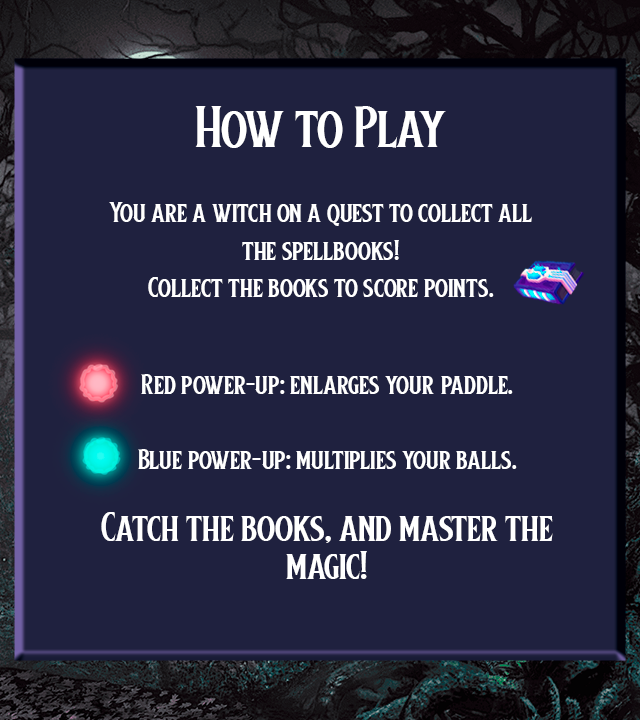 How to Play
You are a witch on a quest to collect all
the spellbooks!
Collect the books to score points.
Red power-up: enlarges your paddle.
Blue power-up: multiplies your balls.
Catch the books, and master the
magic!